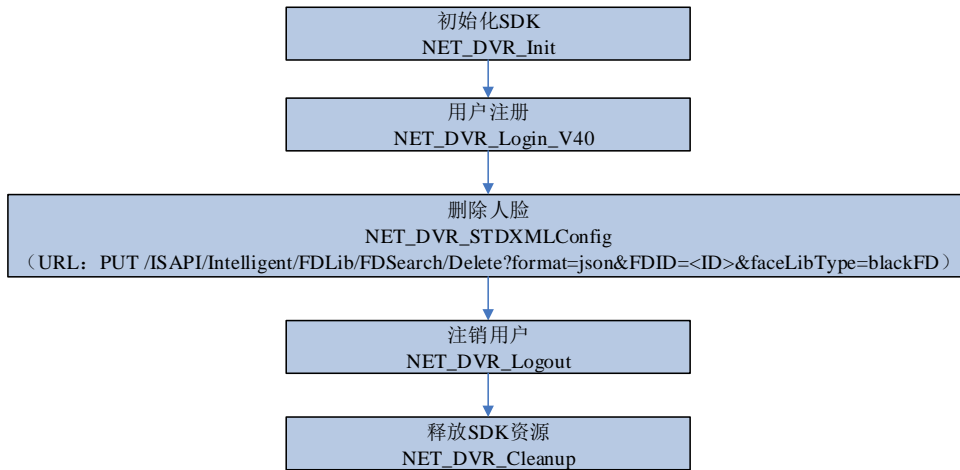 初始化SDK
NET_DVR_Init
用户注册
NET_DVR_Login_V40
删除人脸
NET_DVR_STDXMLConfig
（URL：PUT /ISAPI/Intelligent/FDLib/FDSearch/Delete?format=json&FDID=<ID>&faceLibType=blackFD）
注销用户
NET_DVR_Logout
释放SDK资源
NET_DVR_Cleanup